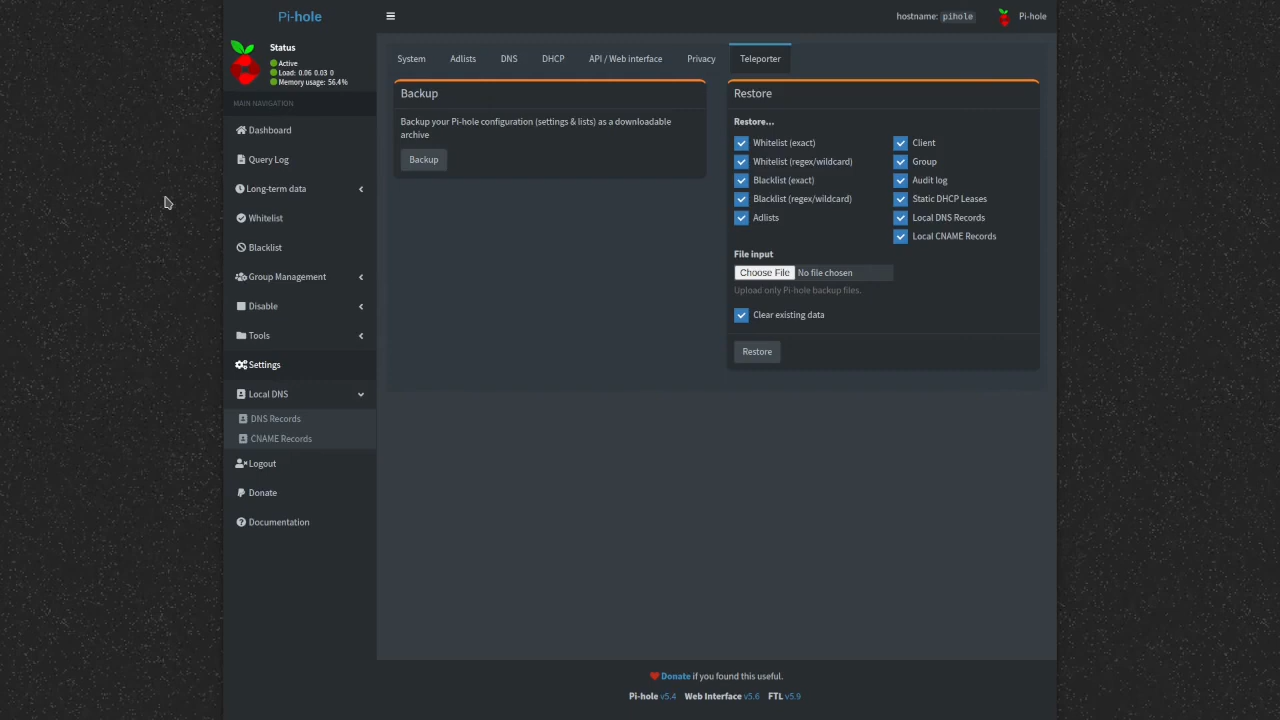 Pi-hole
hostname: pihole
Pi-hole
Status
Active
Load: 0.06 0.03 0
Memory usage: 56.4%
MAIN NAVIGATION
Dashboard
Query Log
Long-term data
Whitelist
Blacklist
Group Management
Disable
Tools
Settings
Local DNS
DNS Records
CNAME Records
Logout
Donate
Documentation
System
Adlists
DNS
DHCP
API / Web interface
Privacy
Teleporter
Backup
Backup your Pi-hole configuration (settings & lists) as a downloadable
archive
Backup
Restore
Restore...
Whitelist (exact)
Whitelist (regex/wildcard)
Blacklist (exact)
Blacklist (regex/wildcard)
Adlists
Client
Group
Audit log
Static DHCP Leases
Local DNS Records
Local CNAME Records
File input
Choose File No file chosen
Upload only Pi-hole backup files.
Clear existing data
Restore
Donate if you found this useful.
Pi-hole v5.4 Web Interface v5.6 FTL v5.9